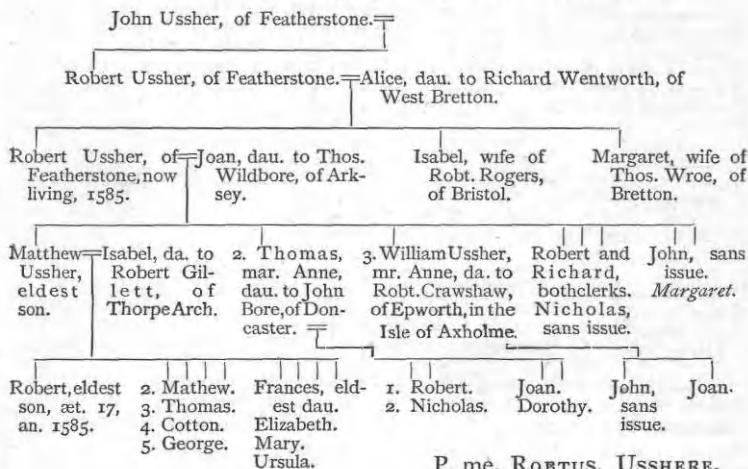 John Ussher, of Featherstone.
Robert Ussher, of Featherstone. Alice, dau. to Richard Wentworth, of
West Bretton.
Robert Ussher, of
Featherstone, now
living, 1585.
Joan, dau. to Thos.
Wildbore, of Ark-
sey.
Isabel, wife of
Robt. Rogers,
of Bristol.
Margaret, wife of
Thos. Wroe, of
Bretton.
Matthew
Ussher,
eldest
son.
Isabel, da. to
Robert Gil-
lett, of
Thorpe Arch.
2. Thomas,
mar. Anne,
dau. to John
Bore, of Don-
caster.
3. William Ussher,
mr. Anne, da. to
Robt. Crawshaw,
of Epworth, in the
Isle of Axholme.
Robert and
Richard,
both clerks.
Nicholas,
sans issue.
John, sans
issue.
Margaret.
Robert, eldest
son, æt. 17,
an. 1585.
2. Mathew.
3. Thomas.
4. Cotton.
5. George.
Frances, eld-
est dau.
Elizabeth.
Mary.
Ursula.
1. Robert.
2. Nicholas.
Joan.
Dorothy.
John,
sans
issue.
Joan.
P. me, ROBTUS. USSHERE.